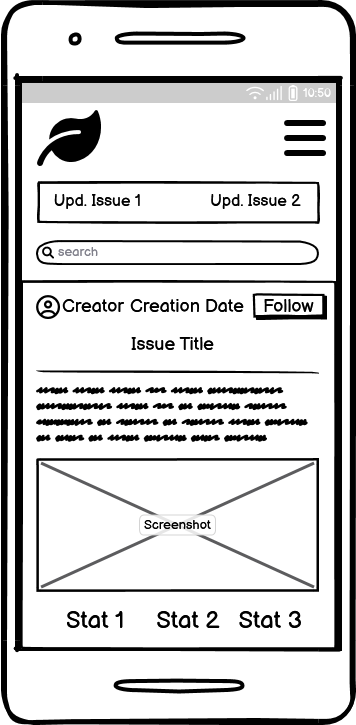 10:50
Upd. Issue 1 Upd. Issue 2
search
Creator Creation Date Follow
Issue Title
Screenshot
Stat 1 Stat 2 Stat 3